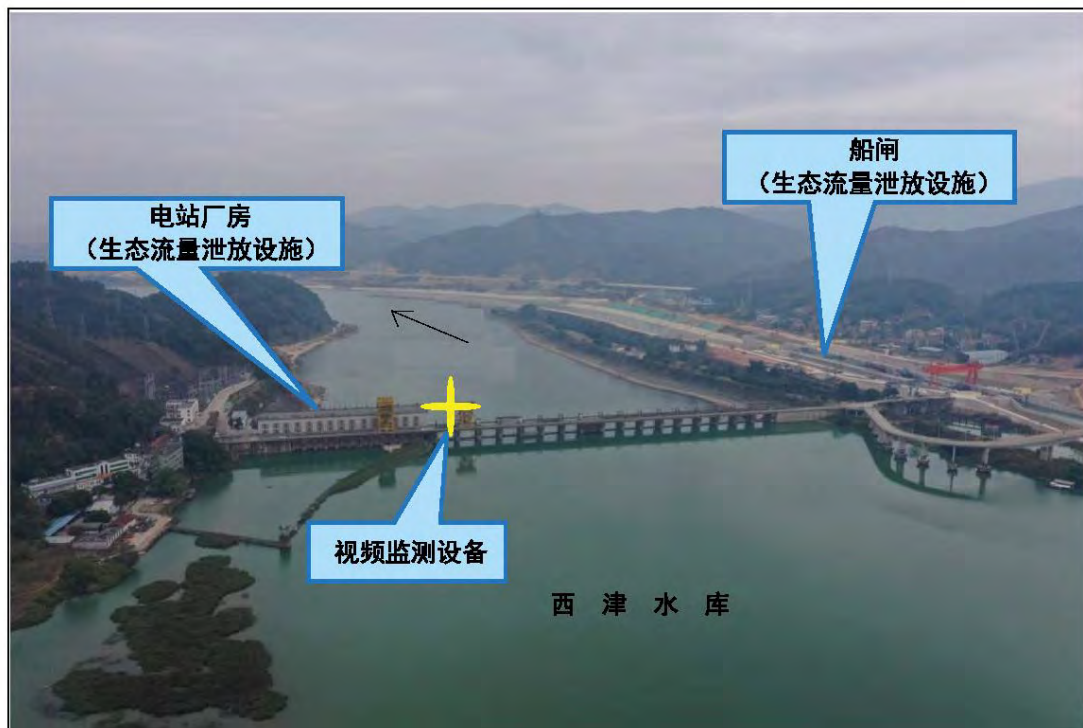 船闸
（生态流量泄放设施）
电站厂房
（生态流量泄放设施）
视频监测设备
西津水库